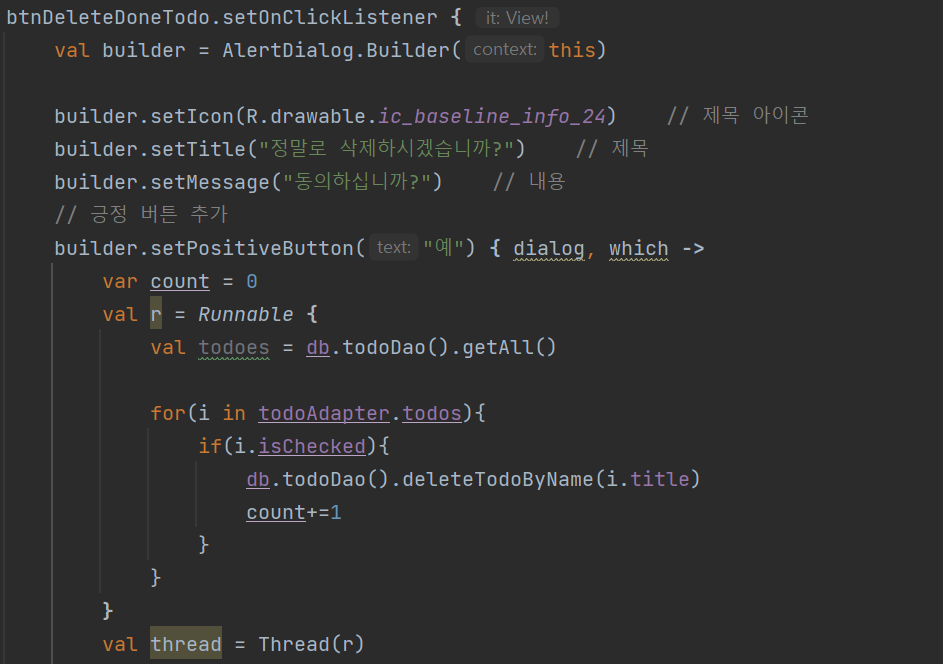 btnDeleteDoneTodo.setOnClickListener { it: View!
val builder = AlertDialog.Builder( context: this)
builder.setIcon(R.drawable.ic_baseline_info_24) // 제목 아이콘
builder.setTitle("정말로 삭제하시겠습니까?") // 제목
builder.setMessage("동의하십니까?") // 내용
// 긍정 버튼 추가
builder.setPositiveButton( text: "예") { dialog, which ->
var count = 0
val r = Runnable {
val todoes = db.todoDao().getAll()
for(i in todoAdapter.todos){
if(i.isChecked){
db.todoDao().deleteTodoByName(i.title)
count+=1
}
}
}
val thread = Thread(r)